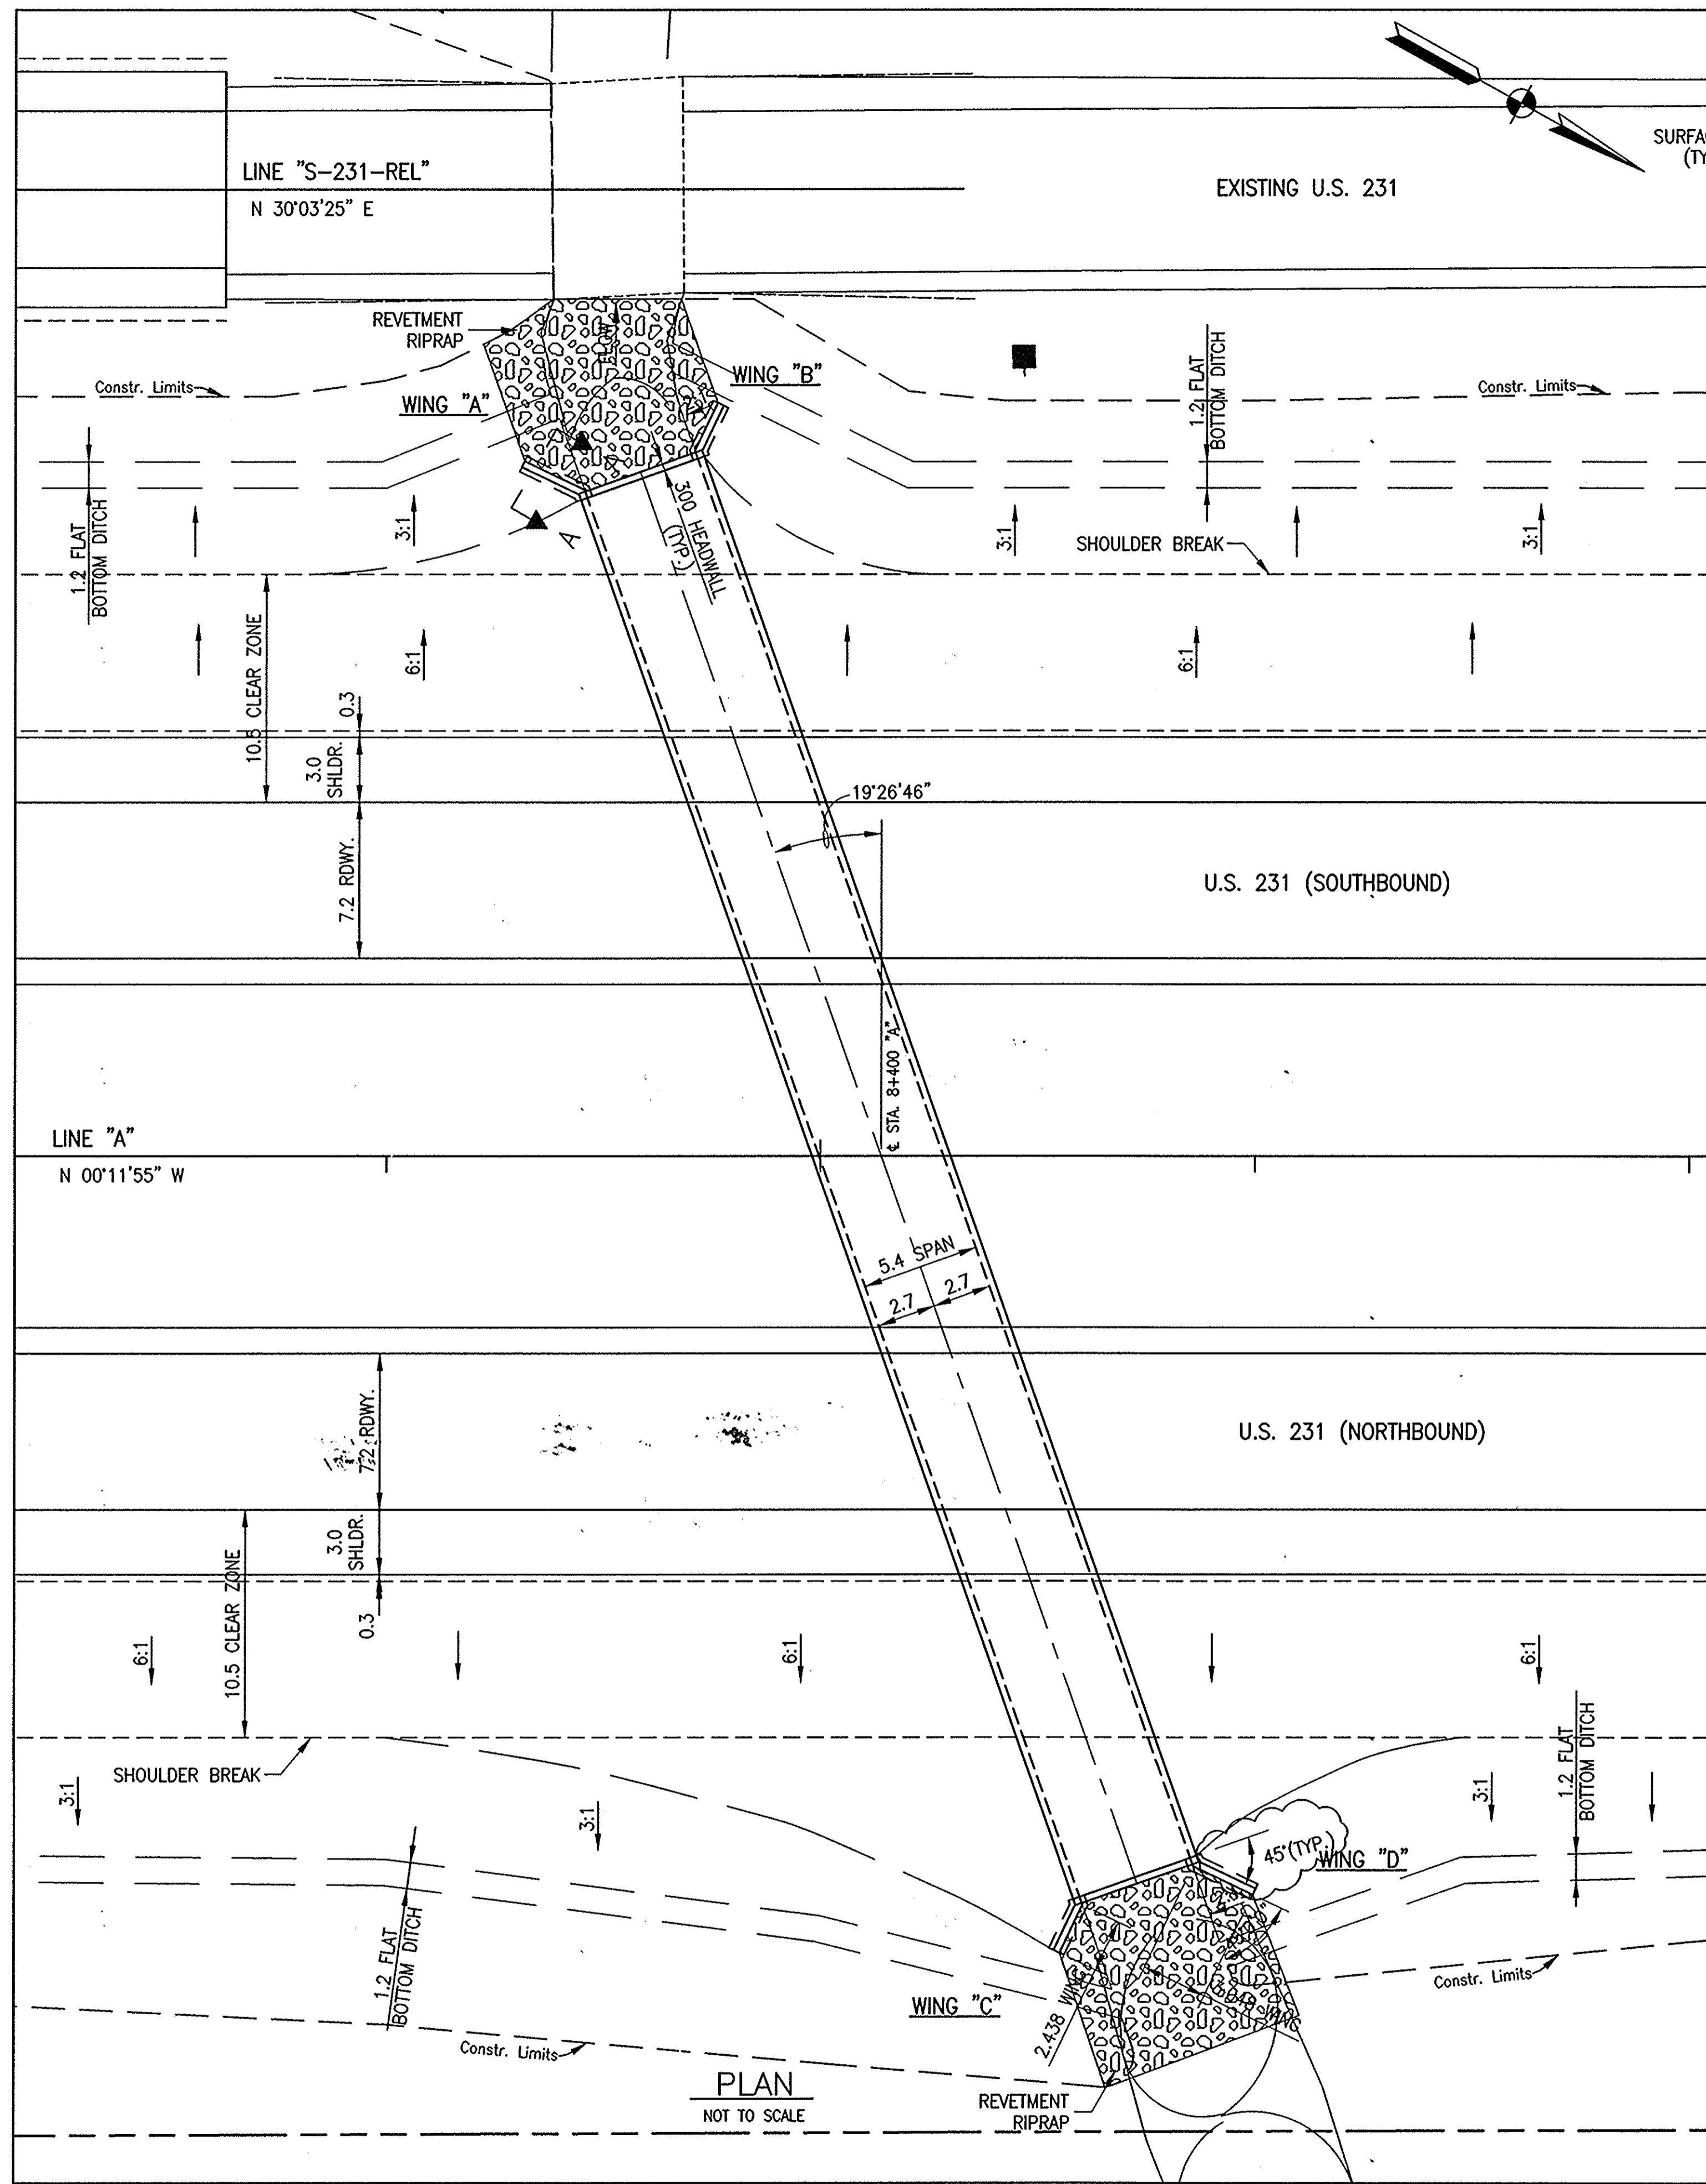 SURFA
(TY
LINE "S-231-REL"
N 30°03'25" E
EXISTING U.S. 231
REVETMENT
RIPRAP
FLOW
Constr. Limits
WING "A"
WING "B"
1.2 FLAT
BOTTOM DITCH
Constr. Limits
1.2 FLAT
BOTTOM DITCH
3:1
A
300 HEADWALL
(TYP.)
3:1
SHOULDER BREAK
3:1
10.5 CLEAR ZONE
6:1
6:1
0.3
3.0
SHLDR.
7.2 RDWY.
19°26'46"
U.S. 231 (SOUTHBOUND)
℄ STA. 8+400 "A"
LINE "A"
N 00°11'55" W
5.4 SPAN
2.7
2.7
7.2 RDWY.
U.S. 231 (NORTHBOUND)
3.0
SHLDR.
10.5 CLEAR ZONE
0.3
6:1
6:1
6:1
SHOULDER BREAK
3:1
3:1
3:1
1.2 FLAT
BOTTOM DITCH
45°(TYP.)
WING "D"
1.2 FLAT
BOTTOM DITCH
WING "C"
2.438 WING
WING
Constr. Limits
Constr. Limits
PLAN
NOT TO SCALE
REVETMENT
RIPRAP